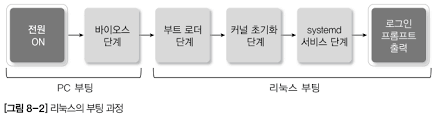 전원
ON
바이오스
단계
부트 로더
단계
커널 초기화
단계
systemd
서비스 단계
로그인
프롬프트
출력
PC 부팅
리눅스 부팅
[그림 8-2] 리눅스의 부팅 과정